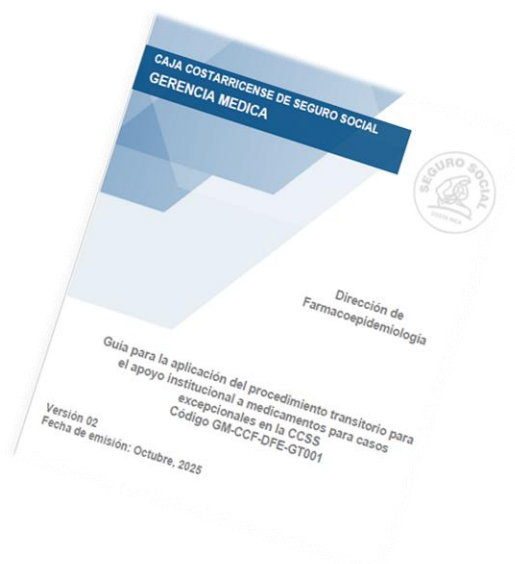 CAJA COSTARRICENSE DE SEGURO SOCIAL
GERENCIA MEDICA
SEGURO SOCIAL
COSTA RICA
Dirección de
Farmacoepidemiología
Guía para la aplicación del procedimiento transitorio para
el apoyo institucional a medicamentos para casos
excepcionales en la CCSS
Código GM-CCF-DFE-GT001
Versión 02
Fecha de emisión: Octubre, 2025